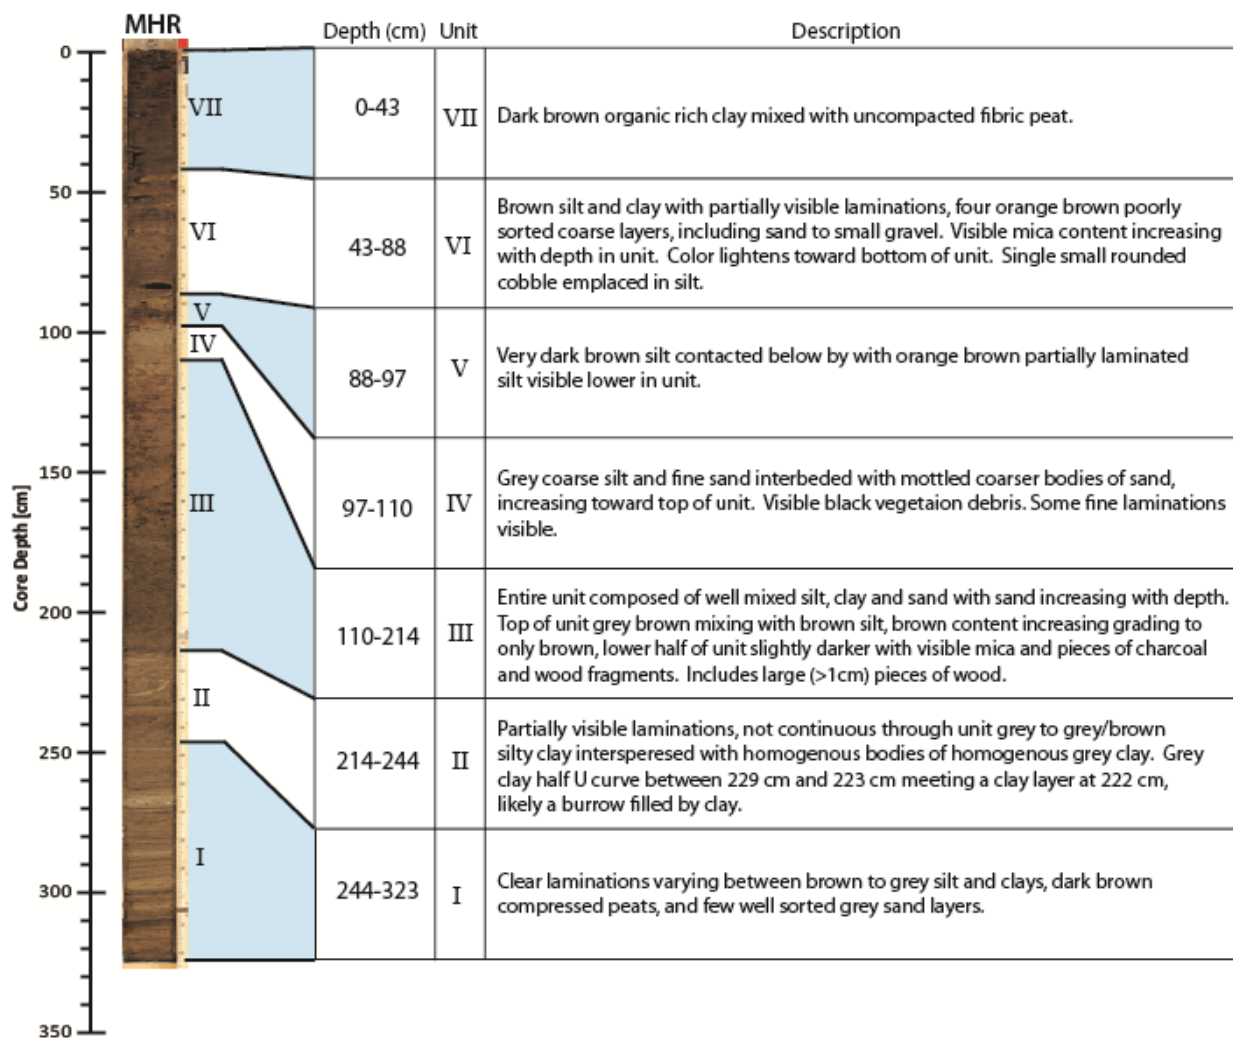 MHR
Depth (cm) Unit Description
0
50
100
150
200
250
300
350
Core Depth [cm]
VII
VI
V
IV
III
II
I
0-43 VII Dark brown organic rich clay mixed with uncompacted fibric peat.
43-88 VI
Brown silt and clay with partially visible laminations, four orange brown poorly
sorted coarse layers, including sand to small gravel. Visible mica content increasing
with depth in unit. Color lightens toward bottom of unit. Single small rounded
cobble emplaced in silt.
88-97 V
Very dark brown silt contacted below by with orange brown partially laminated
silt visible lower in unit.
97-110 IV
Grey coarse silt and fine sand interbeded with mottled coarser bodies of sand,
increasing toward top of unit. Visible black vegetaion debris. Some fine laminations
visible.
110-214 III
Entire unit composed of well mixed silt, clay and sand with sand increasing with depth.
Top of unit grey brown mixing with brown silt, brown content increasing grading to
only brown, lower half of unit slightly darker with visible mica and pieces of charcoal
and wood fragments. Includes large (>1cm) pieces of wood.
214-244 II
Partially visible laminations, not continuous through unit grey to grey/brown
silty clay intersperesed with homogenous bodies of homogenous grey clay. Grey
clay half U curve between 229 cm and 223 cm meeting a clay layer at 222 cm,
likely a burrow filled by clay.
244-323 I
Clear laminations varying between brown to grey silt and clays, dark brown
compressed peats, and few well sorted grey sand layers.